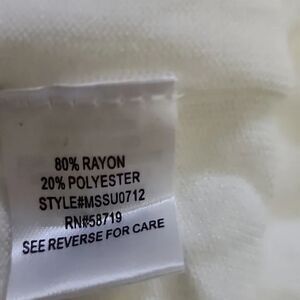 80% RAYON
20% POLYESTER
STYLE#MSSU0712
RN#58719
SEE REVERSE FOR CARE